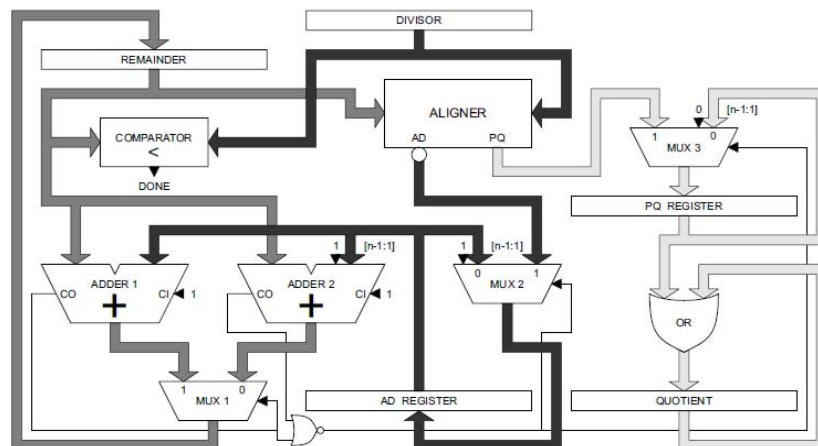 DIVISOR
REMAINDER
ALIGNER
AD PQ
COMPARATOR
<
DONE
0 [n-1:1]
1 0
MUX 3
PQ REGISTER
1 [n-1:1]
1 [n-1:1]
ADDER 1
CO CI 1
+
ADDER 2
CO CI 1
+
0 1
MUX 2
OR
1 0
MUX 1
AD REGISTER
QUOTIENT